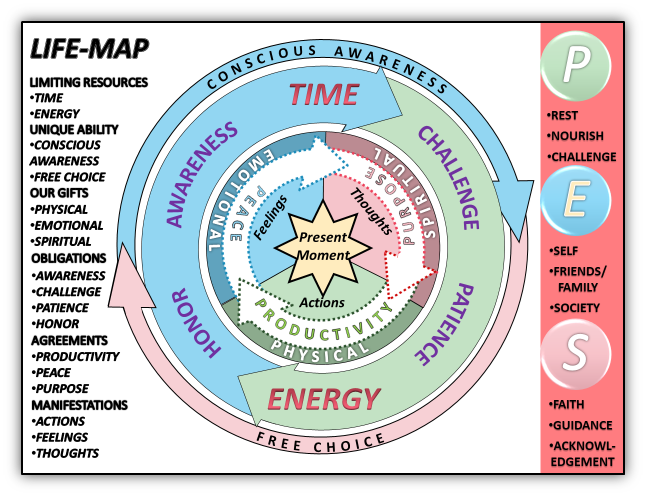 LIFE-MAP
LIMITING RESOURCES
•TIME
•ENERGY
UNIQUE ABILITY
•CONSCIOUS
AWARENESS
•FREE CHOICE
OUR GIFTS
•PHYSICAL
•EMOTIONAL
•SPIRITUAL
OBLIGATIONS
•AWARENESS
•CHALLENGE
•PATIENCE
•HONOR
AGREEMENTS
•PRODUCTIVITY
•PEACE
•PURPOSE
MANIFESTATIONS
•ACTIONS
•FEELINGS
•THOUGHTS
CONSCIOUS AWARENESS
TIME
AWARENESS
CHALLENGE
EMOTIONAL
SPIRITUAL
PEACE
PURPOSE
Feelings
Thoughts
Present
Moment
Actions
PRODUCTIVITY
PHYSICAL
HONOR
PATIENCE
ENERGY
FREE CHOICE
P
•REST
•NOURISH
•CHALLENGE
E
•SELF
•FRIENDS/
FAMILY
•SOCIETY
S
•FAITH
•GUIDANCE
•ACKNOWL-
EDGEMENT